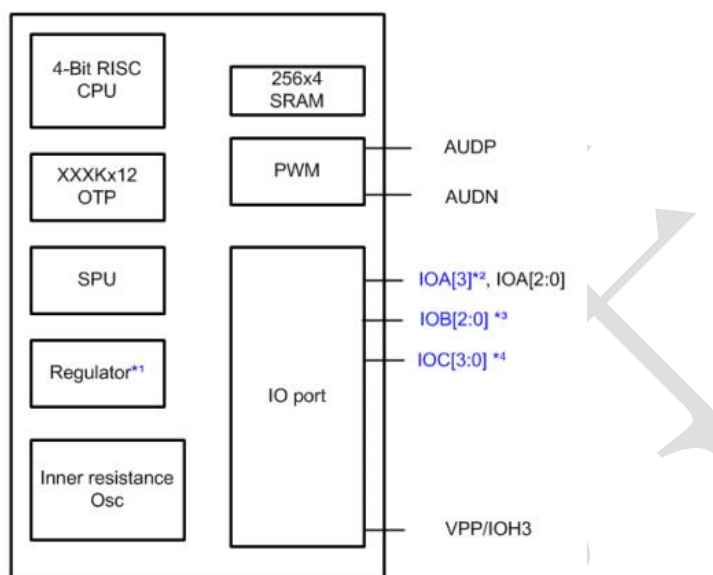 4-Bit RISC
CPU
256x4
SRAM
XXXKx12
OTP
PWM
AUDP
AUDN
SPU
Regulator*¹
Inner resistance
Osc
IO port
IOA[3]*², IOA[2:0]
IOB[2:0] *³
IOC[3:0] *⁴
VPP/IOH3